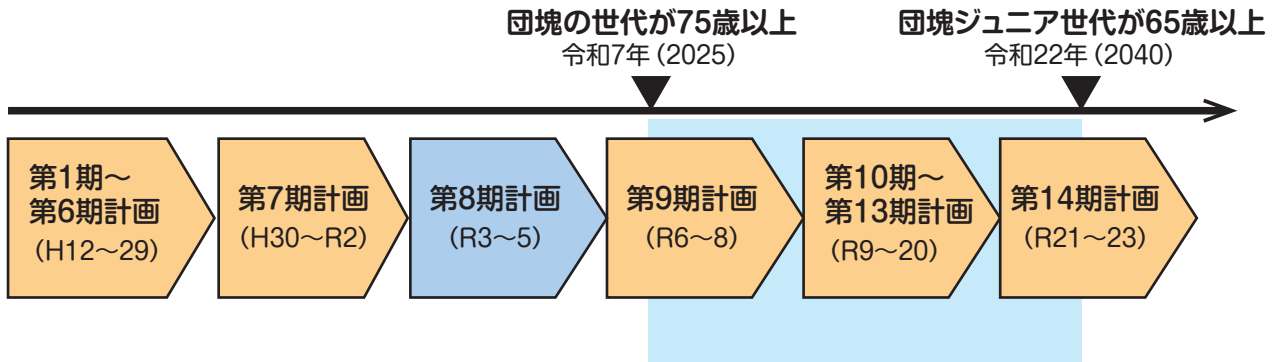 団塊の世代が75歳以上
令和7年(2025)
団塊ジュニア世代が65歳以上
令和22年(2040)
第1期～
第6期計画
(H12～29)
第7期計画
(H30～R2)
第8期計画
(R3～5)
第9期計画
(R6～8)
第10期～
第13期計画
(R9～20)
第14期計画
(R21～23)